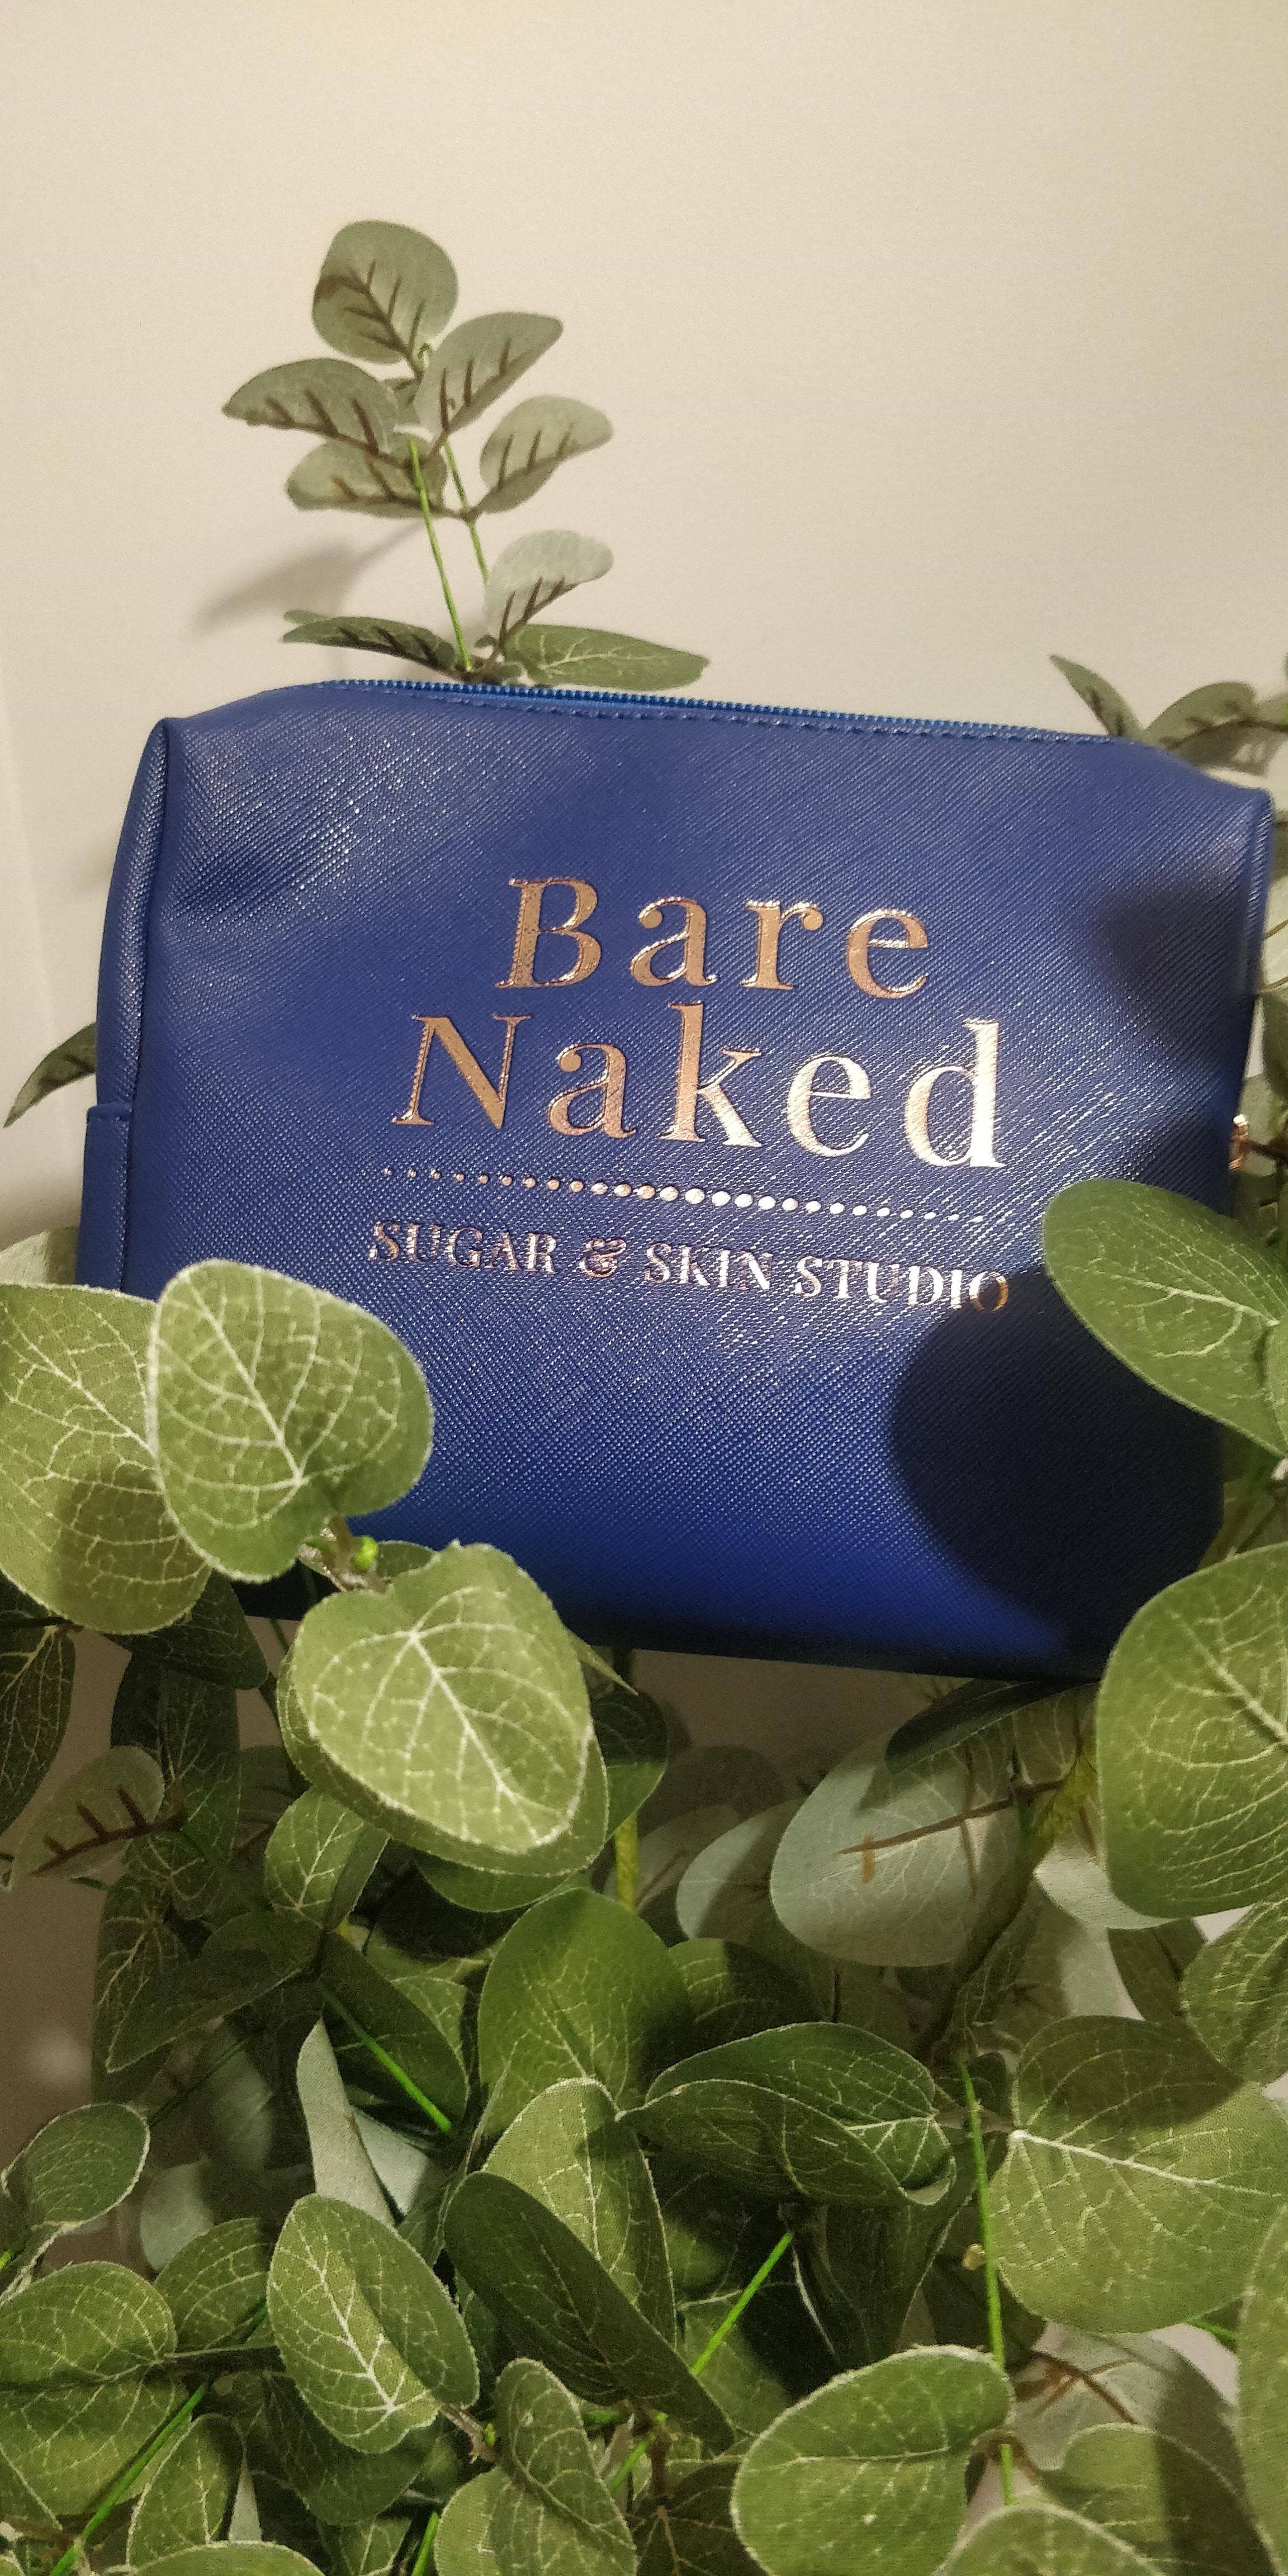 Bare
Naked
SUGAR & SKIN STUDIO